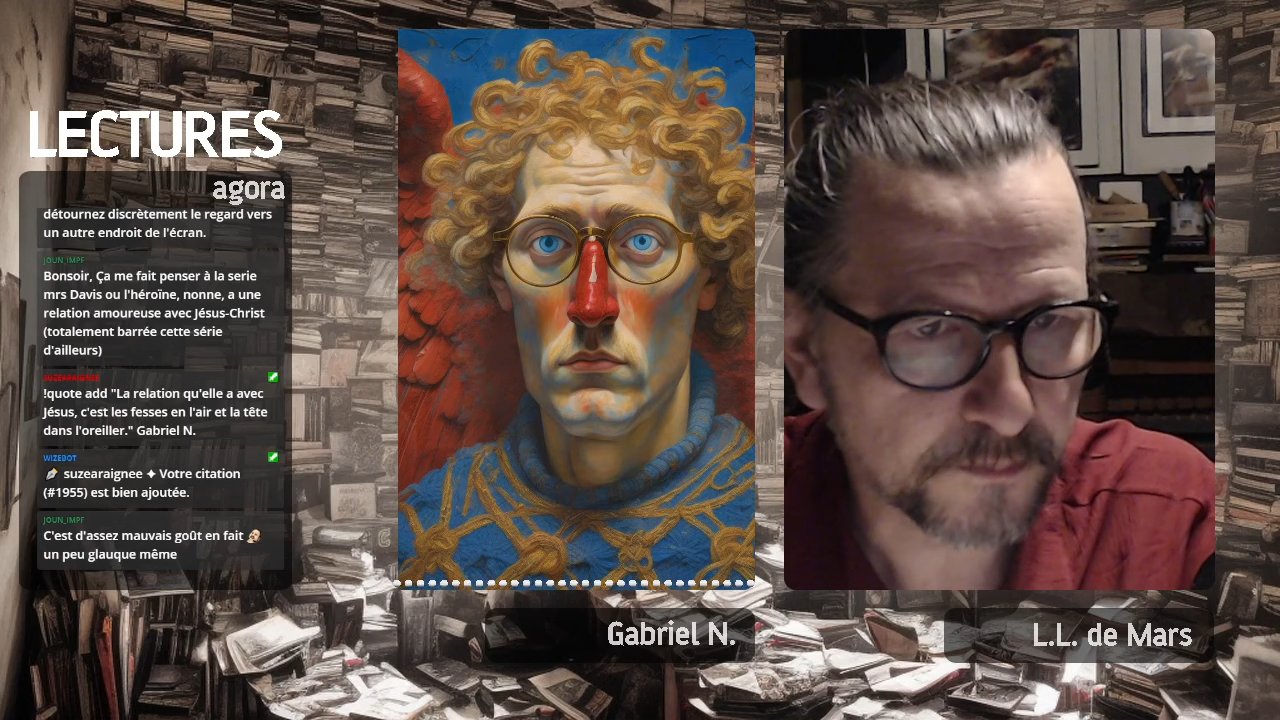 LECTURES
agora
détournez discrètement le regard vers
un autre endroit de l'écran.
JOUN_IMPF
Bonsoir, Ça me fait penser à la serie
mrs Davis ou l'héroïne, nonne, a une
relation amoureuse avec Jésus-Christ
(totalement barrée cette série
d'ailleurs)
SUZEARAIGNEE
!quote add "La relation qu'elle a avec
Jésus, c'est les fesses en l'air et la tête
dans l'oreiller." Gabriel N.
WIZEBOT
suzearaignee ✦ Votre citation
(#1955) est bien ajoutée.
JOUN_IMPF
C'est d'assez mauvais goût en fait
un peu glauque même
Gabriel N.
L.L. de Mars